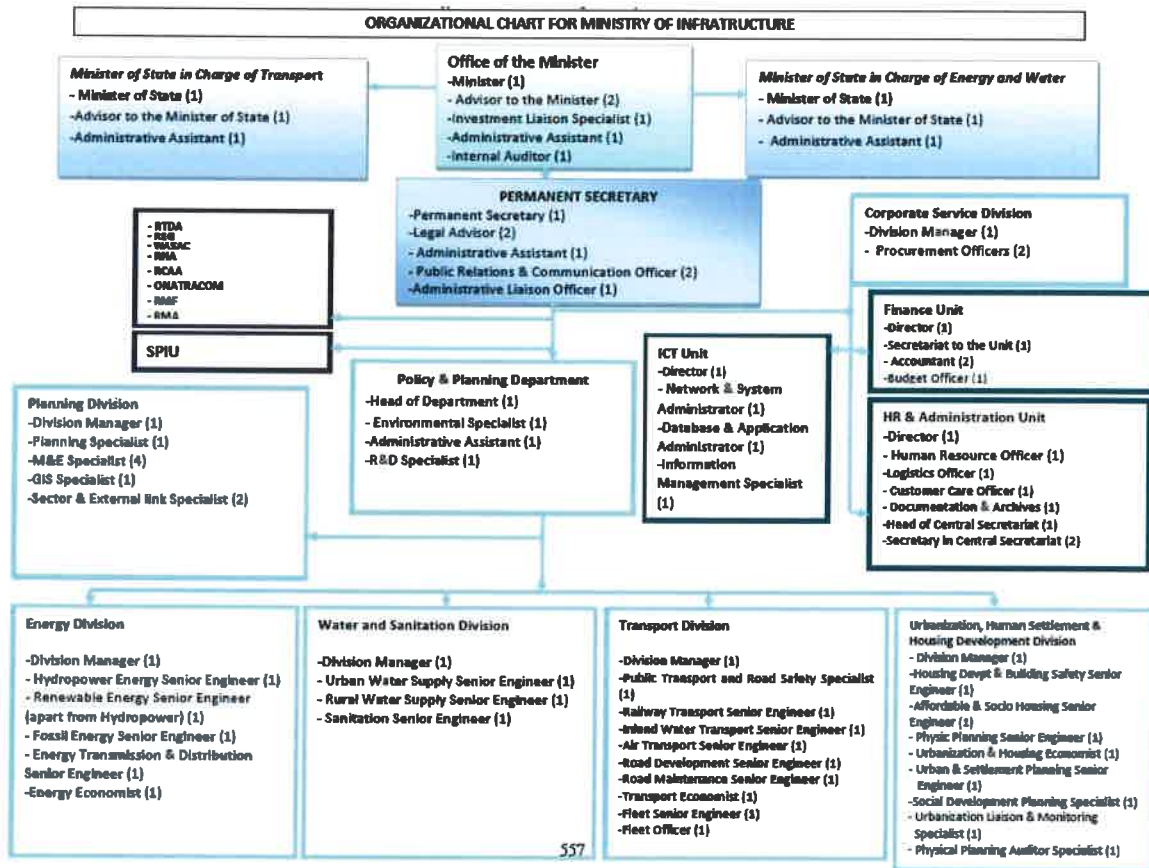 ORGANIZATIONAL CHART FOR MINISTRY OF INFRATRUCTURE
Minister of State in Charge of Transport
- Minister of State (1)
-Advisor to the Minister of State (1)
-Administrative Assistant (1)
Office of the Minister
-Minister (1)
- Advisor to the Minister (2)
-Investment Liaison Specialist (1)
-Administrative Assistant (1)
-Internal Auditor (1)
Minister of State in Charge of Energy and Water
- Minister of State (1)
- Advisor to the Minister of State (1)
- Administrative Assistant (1)
PERMANENT SECRETARY
-Permanent Secretary (1)
-Legal Advisor (2)
- Administrative Assistant (1)
- Public Relations & Communication Officer (2)
-Administrative Liaison Officer (1)
- RTDA
- WASAC
- RHA
- RCAA
- ONATRACOM
- RMF
- RMA
SPIU
Corporate Service Division
-Division Manager (1)
- Procurement Officers (2)
Finance Unit
-Director (1)
-Secretariat to the Unit (1)
- Accountant (2)
-Budget Officer (1)
ICT Unit
-Director (1)
- Network & System
Administrator (1)
-Database & Application
Administrator (1)
-Information
Management Specialist
(1)
HR & Administration Unit
-Director (1)
- Human Resource Officer (1)
-Logistics Officer (1)
- Customer Care Officer (1)
- Documentation & Archives (1)
-Head of Central Secretariat (1)
-Secretary in Central Secretariat (2)
Policy & Planning Department
-Head of Department (1)
- Environmental Specialist (1)
-Administrative Assistant (1)
-R&D Specialist (1)
Planning Division
-Division Manager (1)
-Planning Specialist (1)
-M&E Specialist (4)
-GIS Specialist (1)
-Sector & External link Specialist (2)
Energy Division
-Division Manager (1)
- Hydropower Energy Senior Engineer (1)
- Renewable Energy Senior Engineer
(apart from Hydropower) (1)
- Fossil Energy Senior Engineer (1)
- Energy Transmission & Distribution
Senior Engineer (1)
-Energy Economist (1)
Water and Sanitation Division
-Division Manager (1)
- Urban Water Supply Senior Engineer (1)
- Rural Water Supply Senior Engineer (1)
- Sanitation Senior Engineer (1)
Transport Division
-Division Manager (1)
-Public Transport and Road Safety Specialist
(1)
-Railway Transport Senior Engineer (1)
-Inland Water Transport Senior Engineer (1)
-Air Transport Senior Engineer (1)
-Road Development Senior Engineer (1)
-Road Maintenance Senior Engineer (1)
-Transport Economist (1)
-Fleet Senior Engineer (1)
-Fleet Officer (1)
Urbanization, Human Settlement &
Housing Development Division
- Division Manager (1)
-Housing Devpt & Building Safety Senior
Engineer (1)
-Affordable & Socio Housing Senior
Engineer (1)
- Physic Planning Senior Engineer (1)
- Urbanization & Housing Economist (1)
- Urban & Settlement Planning Senior
Engineer (1)
-Social Development Planning Specialist (1)
- Urbanization Liaison & Monitoring
Specialist (1)
- Physical Planning Auditor Specialist (1)
557